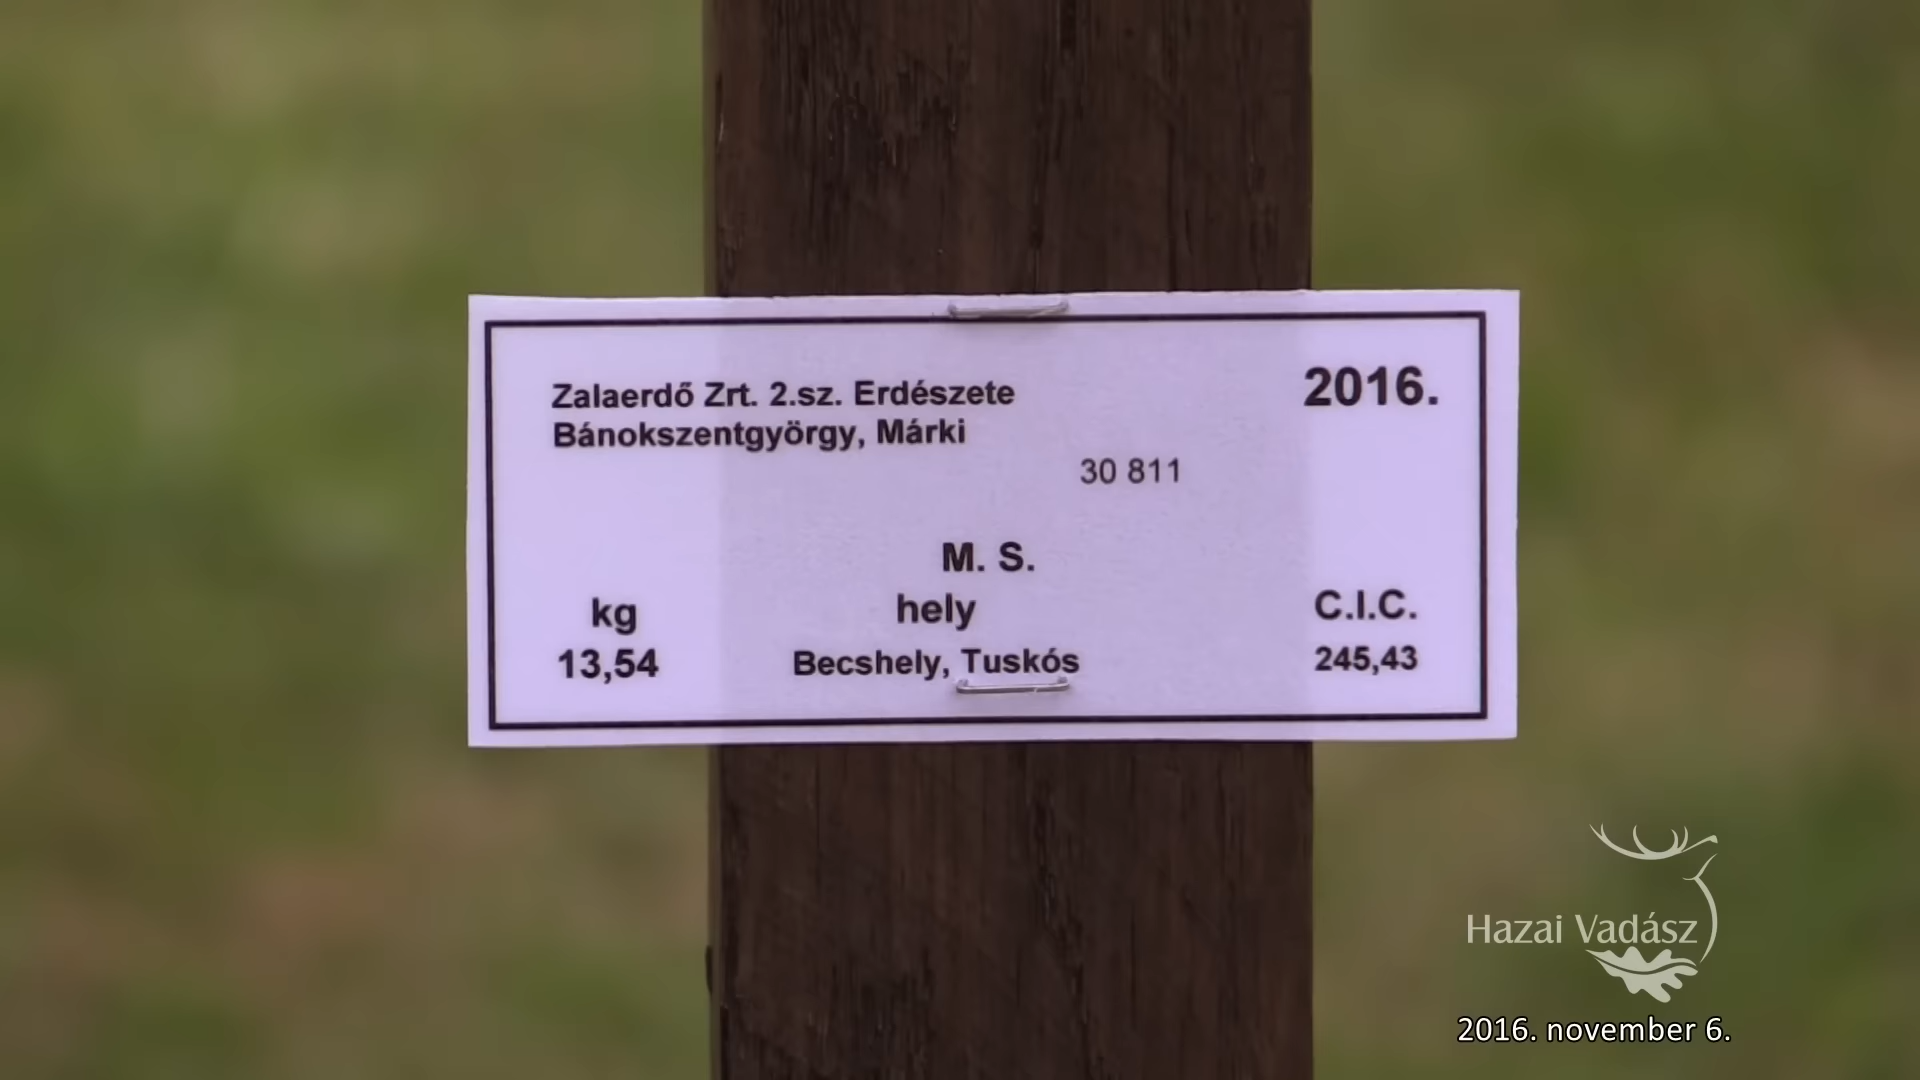 Zalaerdő Zrt. 2.sz. Erdészete
2016.
Bánokszentgyörgy, Márki
30 811
M. S.
kg
hely
C.I.C.
13,54
Becshely, Tuskós
245,43
Hazai Vadász
2016. november 6.